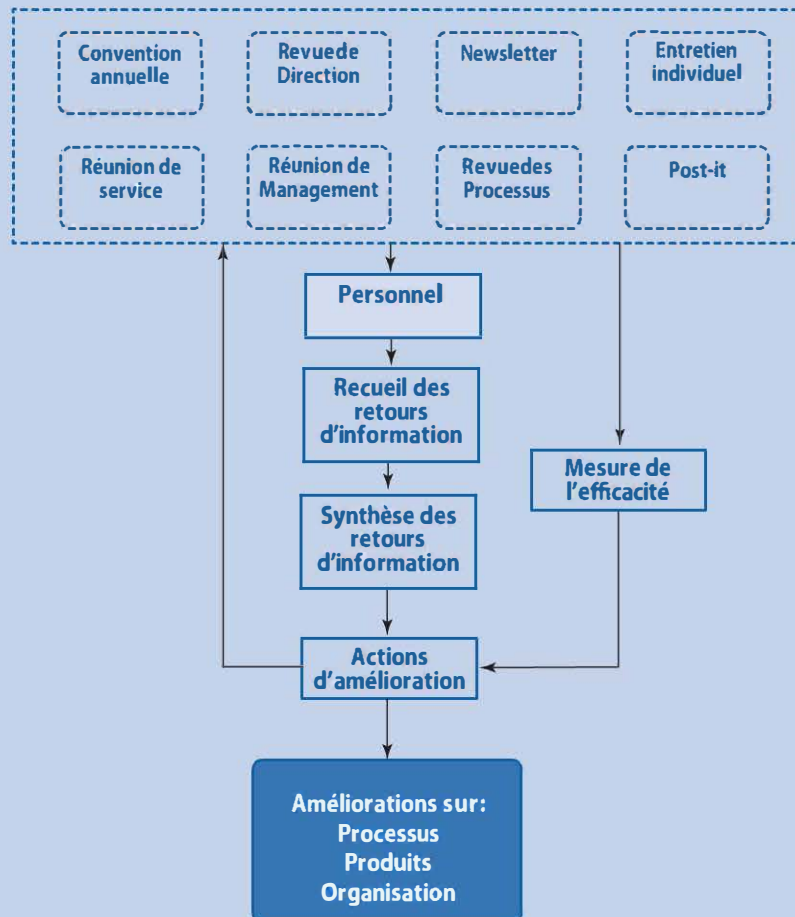 Convention
annuelle
Revuede
Direction
Newsletter
Entretien
individuel
Réunion de
service
Réunion de
Management
Revuedes
Processus
Post-it
Personnel
Recueil des
retours
d'information
Mesure de
l'efficacité
Synthèse des
retours
d'information
Actions
d'amélioration
Améliorations sur:
Processus
Produits
Organisation